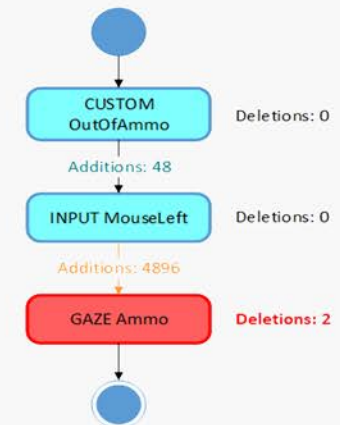 CUSTOM
OutOfAmmo
Deletions: 0
Additions: 48
INPUT MouseLeft
Deletions: 0
Additions: 4896
GAZE Ammo
Deletions: 2